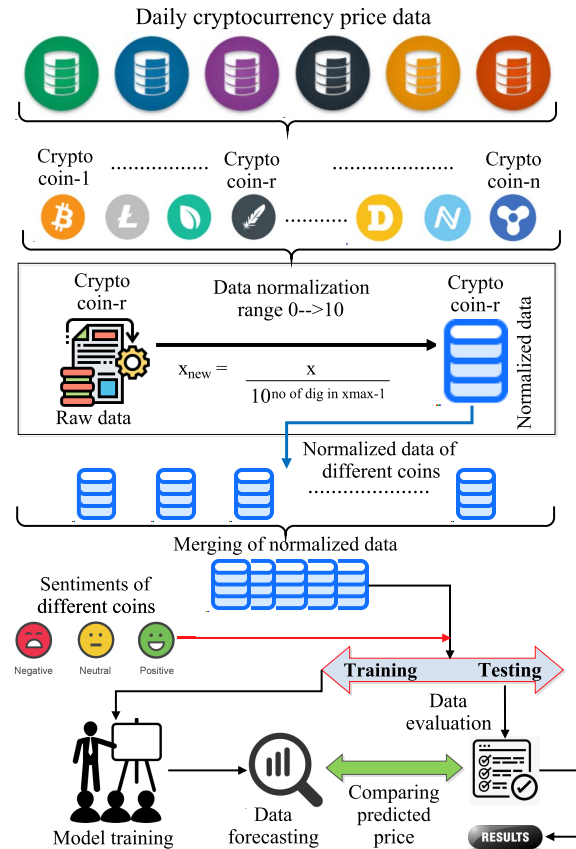 Daily cryptocurrency price data
Crypto coin-1
Crypto coin-r
Crypto coin-n
Crypto coin-r
Data normalization
range 0-->10
Crypto coin-r
x_new = x / 10^(no of dig in xmax-1)
Raw data
Normalized data
Normalized data of
different coins
Merging of normalized data
Sentiments of
different coins
Negative
Neutral
Positive
Training
Testing
Data
evaluation
Model training
Data
forecasting
Comparing
predicted
price
RESULTS